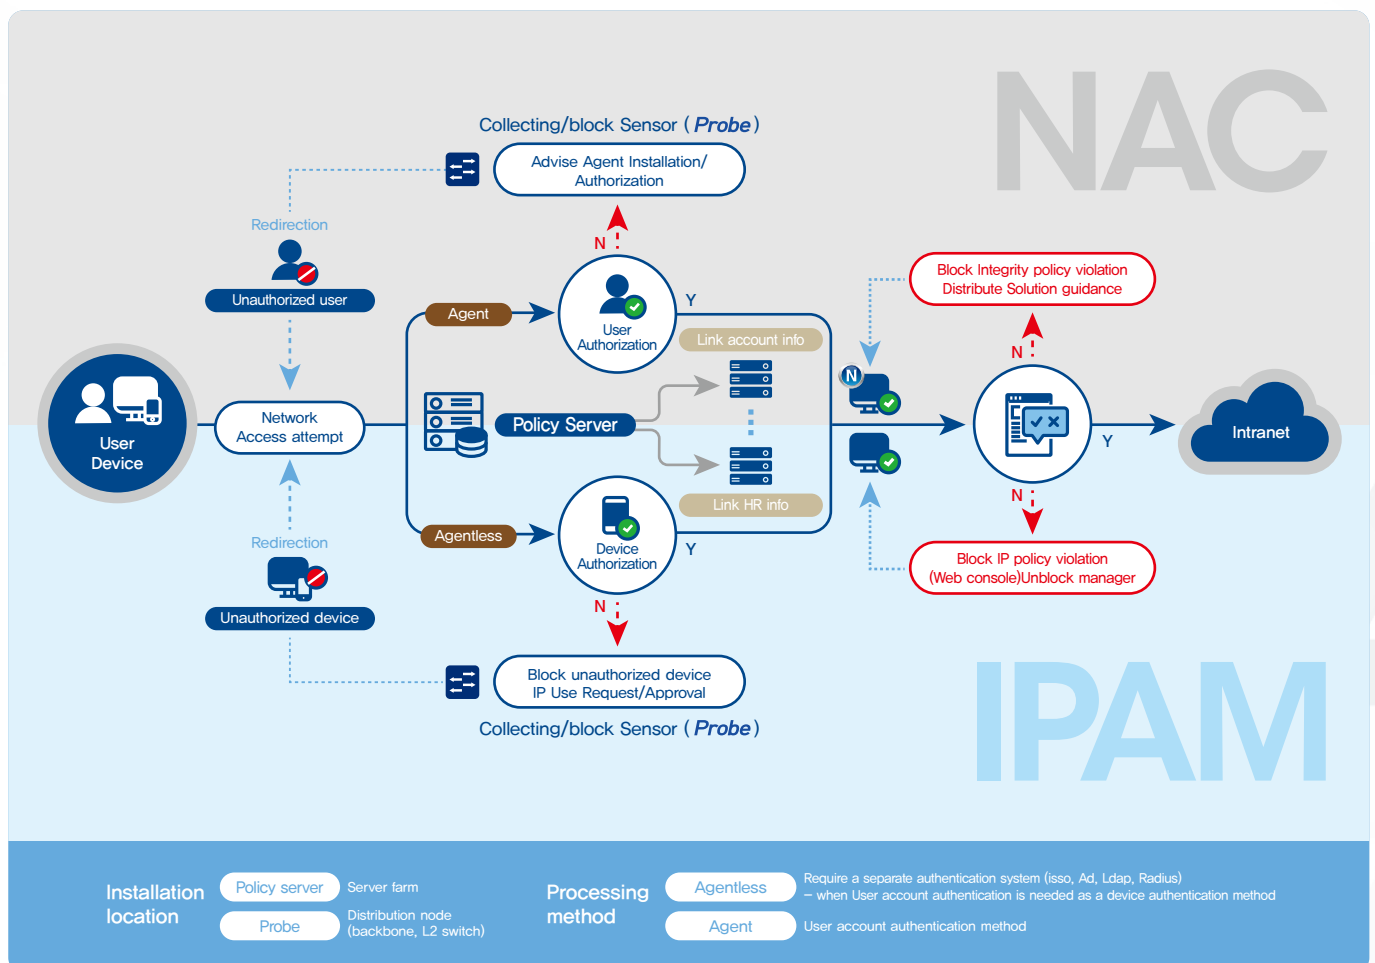 NAC
Collecting/block Sensor ( Probe )
Advise Agent Installation/
Authorization
Redirection
Unauthorized user
N
Agent
User
Authorization
Y
Link account info
Block Integrity policy violation
Distribute Solution guidance
N
N
User
Device
Network
Access attempt
Policy Server
Y
Intranet
Link HR info
N
Agentless
Device
Authorization
Y
Redirection
Unauthorized device
N
Block IP policy violation
(Web console)Unblock manager
Block unauthorized device
IP Use Request/Approval
Collecting/block Sensor ( Probe )
IPAM
Installation
location
Policy server
Server farm
Probe
Distribution node
(backbone, L2 switch)
Processing
method
Agentless
Require a separate authentication system (isso, Ad, Ldap, Radius)
– when User account authentication is needed as a device authentication method
Agent
User account authentication method